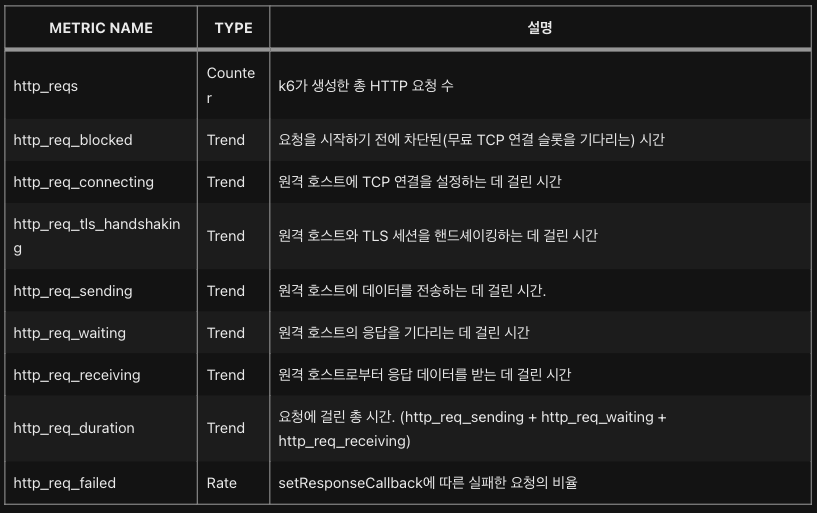 METRIC NAME TYPE 설명
http_reqs Counte
r k6가 생성한 총 HTTP 요청 수
http_req_blocked Trend 요청을 시작하기 전에 차단된(무료 TCP 연결 슬롯을 기다리는) 시간
http_req_connecting Trend 원격 호스트에 TCP 연결을 설정하는 데 걸린 시간
http_req_tls_handshakin
g Trend 원격 호스트와 TLS 세션을 핸드셰이킹하는 데 걸린 시간
http_req_sending Trend 원격 호스트에 데이터를 전송하는 데 걸린 시간.
http_req_waiting Trend 원격 호스트의 응답을 기다리는 데 걸린 시간
http_req_receiving Trend 원격 호스트로부터 응답 데이터를 받는 데 걸린 시간
http_req_duration Trend 요청에 걸린 총 시간. (http_req_sending + http_req_waiting +
http_req_receiving)
http_req_failed Rate setResponseCallback에 따른 실패한 요청의 비율